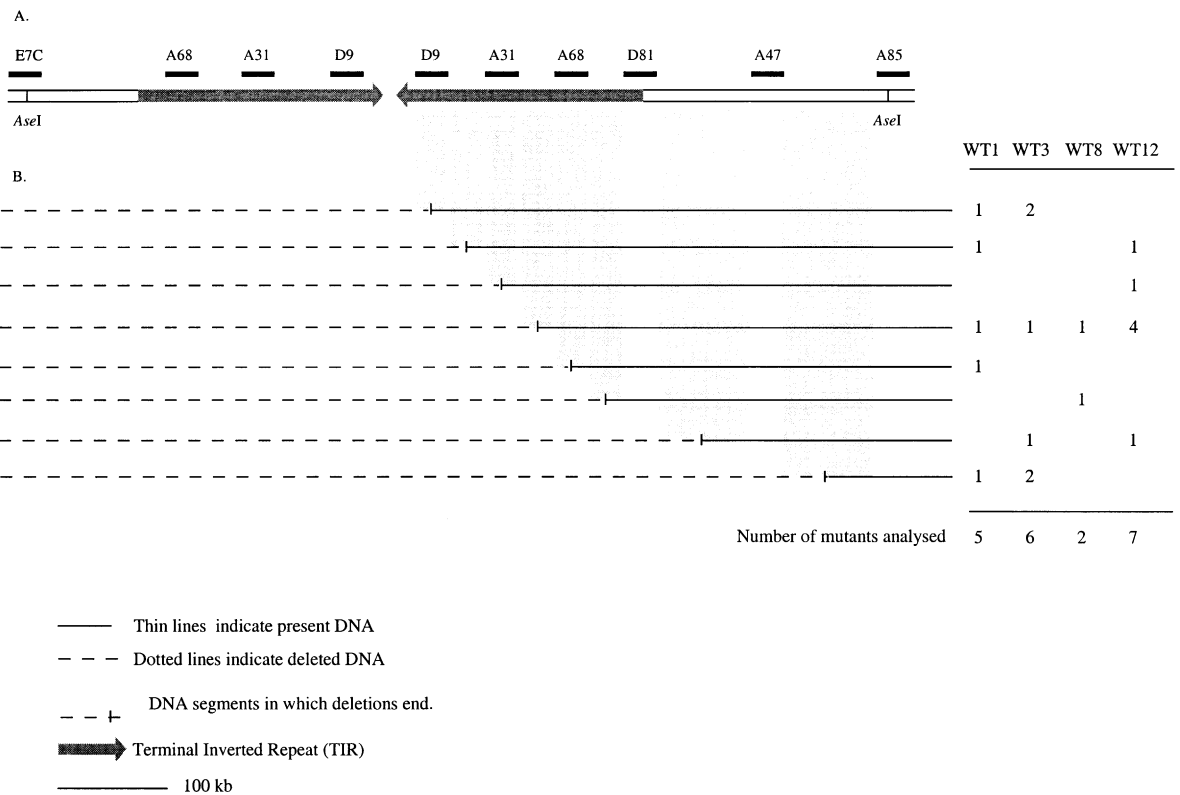 A.
E7C A68 A31 D9 D9 A31 A68 D81 A47 A85
AseI AseI
WT1 WT3 WT8 WT12
B.
1 2
1 1
1
1 1 1 4
1
1
1 1
1 2
Number of mutants analysed 5 6 2 7
Thin lines indicate present DNA
Dotted lines indicate deleted DNA
DNA segments in which deletions end.
Terminal Inverted Repeat (TIR)
100 kb